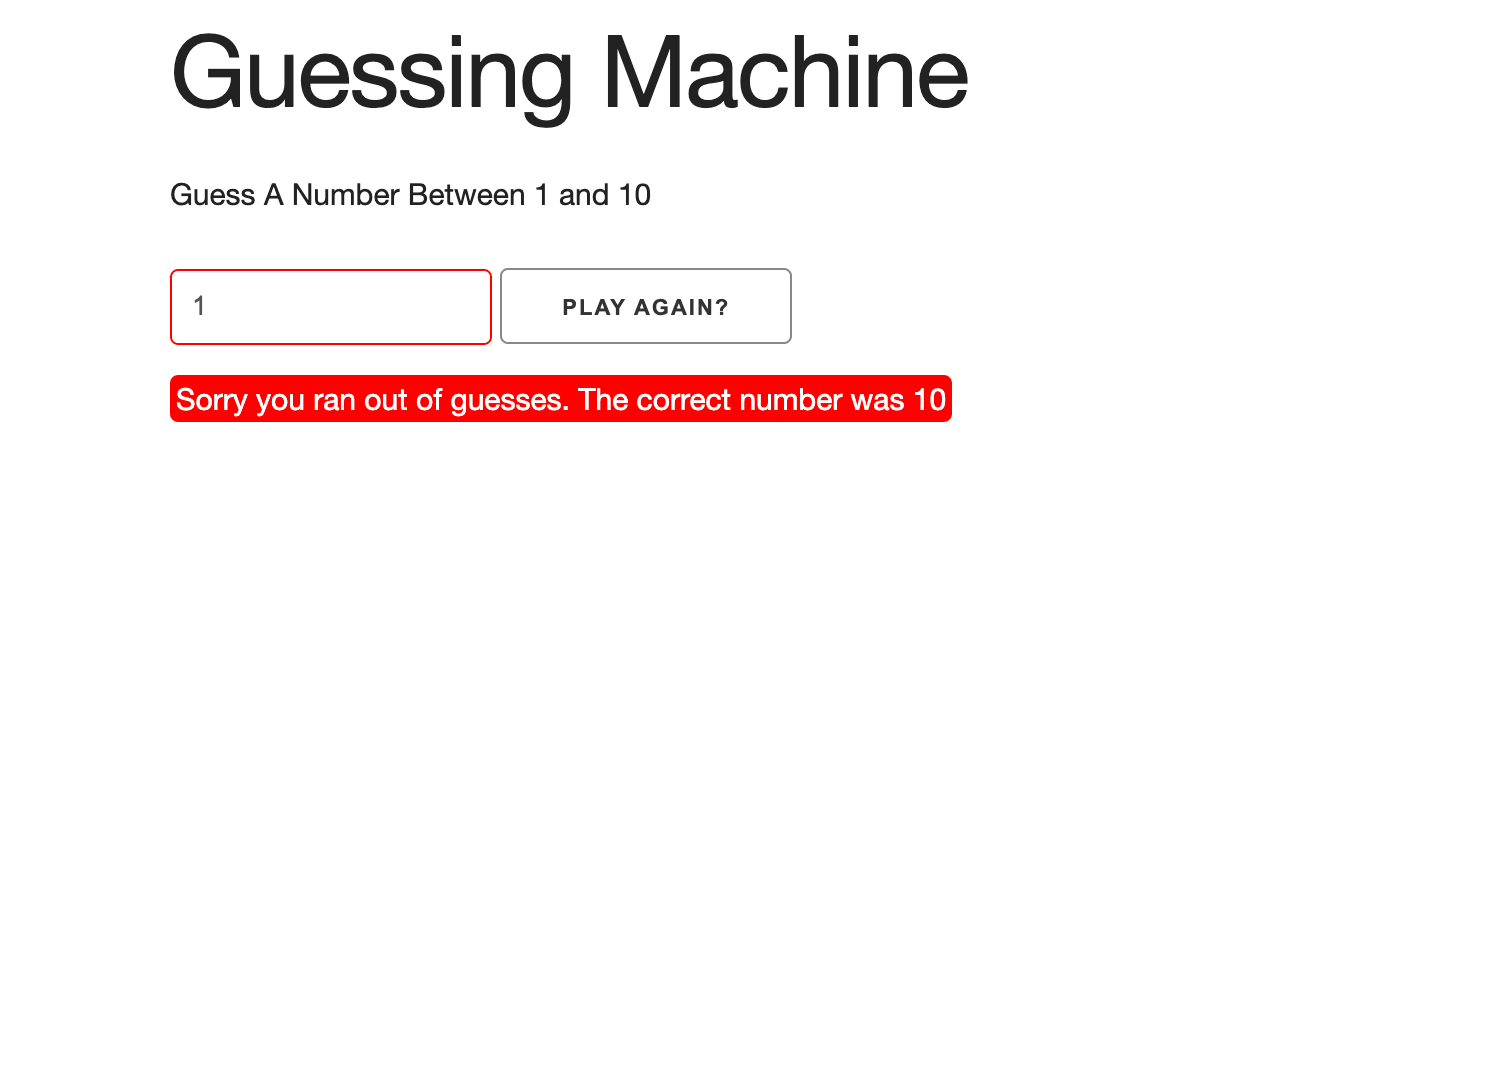 Guessing Machine
Guess A Number Between 1 and 10
1
PLAY AGAIN?
Sorry you ran out of guesses. The correct number was 10